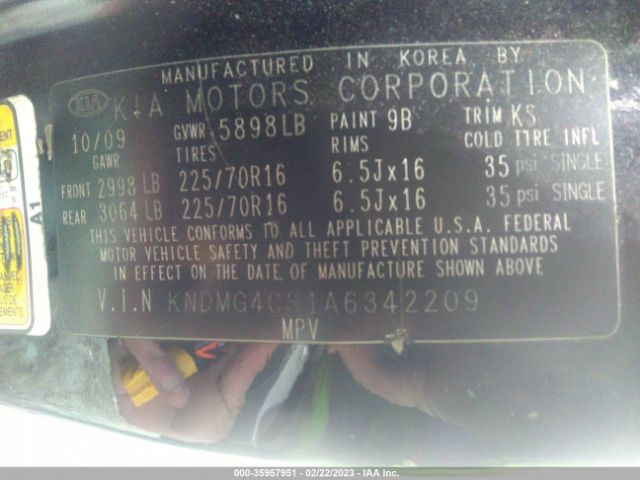 MANUFACTURED IN KOREA BY
KIA KIA MOTORS CORPORATION
10/09 GVWR 5898LB PAINT 9B TRIM KS
GAWR TIRES RIMS COLD TIRE INFL
FRONT 2998 LB 225/70R16 6.5Jx16 35 psi SINGLE
REAR 3064 LB 225/70R16 6.5Jx16 35 psi SINGLE
THIS VEHICLE CONFORMS TO ALL APPLICABLE U.S.A. FEDERAL
MOTOR VEHICLE SAFETY AND THEFT PREVENTION STANDARDS
IN EFFECT ON THE DATE OF MANUFACTURE SHOWN ABOVE
V.I.N KNDMG4C31A6342209
MPV
A1
000-35957951 - 02/22/2023 - IAA Inc.